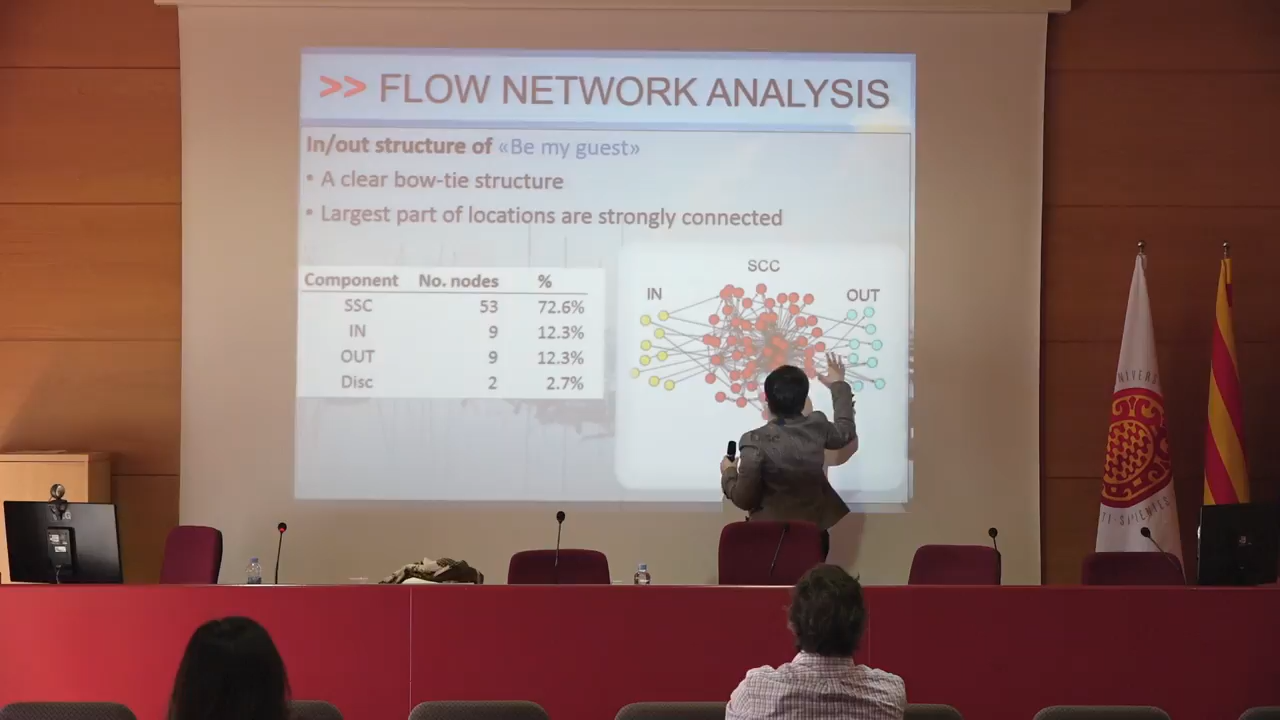 >> FLOW NETWORK ANALYSIS
In/out structure of «Be my guest»
• A clear bow-tie structure
• Largest part of locations are strongly connected
Component No. nodes %
SSC 53 72.6%
IN 9 12.3%
OUT 9 12.3%
Disc 2 2.7%
SCC
IN
OUT
Disc